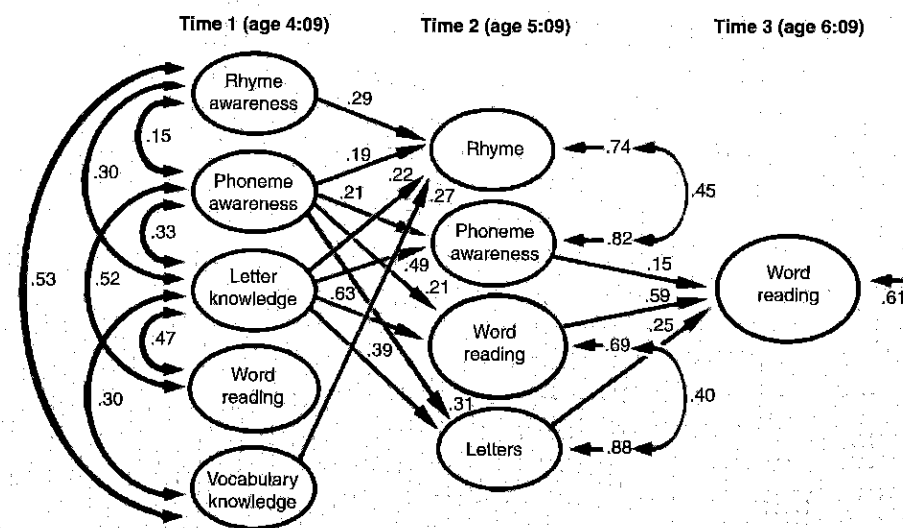 Time 1 (age 4:09)
Time 2 (age 5:09)
Time 3 (age 6:09)
Rhyme
awareness
Phoneme
awareness
Letter
knowledge
Word
reading
Vocabulary
knowledge
.15
.30
.33
.53
.52
.47
.30
.29
.19
.22
.21
.27
.49
.21
.63
.39
.31
Rhyme
Phoneme
awareness
Word
reading
Letters
.74
.45
.82
.69
.40
.88
.15
.59
.25
Word
reading
.61